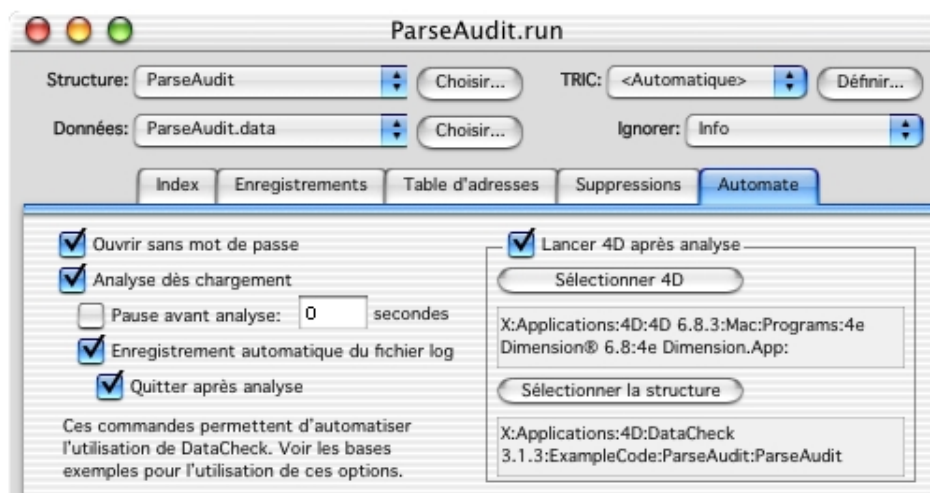 ParseAudit.run
Structure: ParseAudit Choisir... TRIC: <Automatique> Définir...
Données: ParseAudit.data Choisir... Ignorer: Info
Index Enregistrements Table d'adresses Suppressions Automate
Ouvrir sans mot de passe
Analyse dès chargement
Pause avant analyse: 0 secondes
Enregistrement automatique du fichier log
Quitter après analyse
Ces commandes permettent d'automatiser
l'utilisation de DataCheck. Voir les bases
exemples pour l'utilisation de ces options.
Lancer 4D après analyse
Sélectionner 4D
X:Applications:4D:4D 6.8.3:Mac:Programs:4e
Dimension® 6.8:4e Dimension.App:
Sélectionner la structure
X:Applications:4D:DataCheck
3.1.3:ExampleCode:ParseAudit:ParseAudit